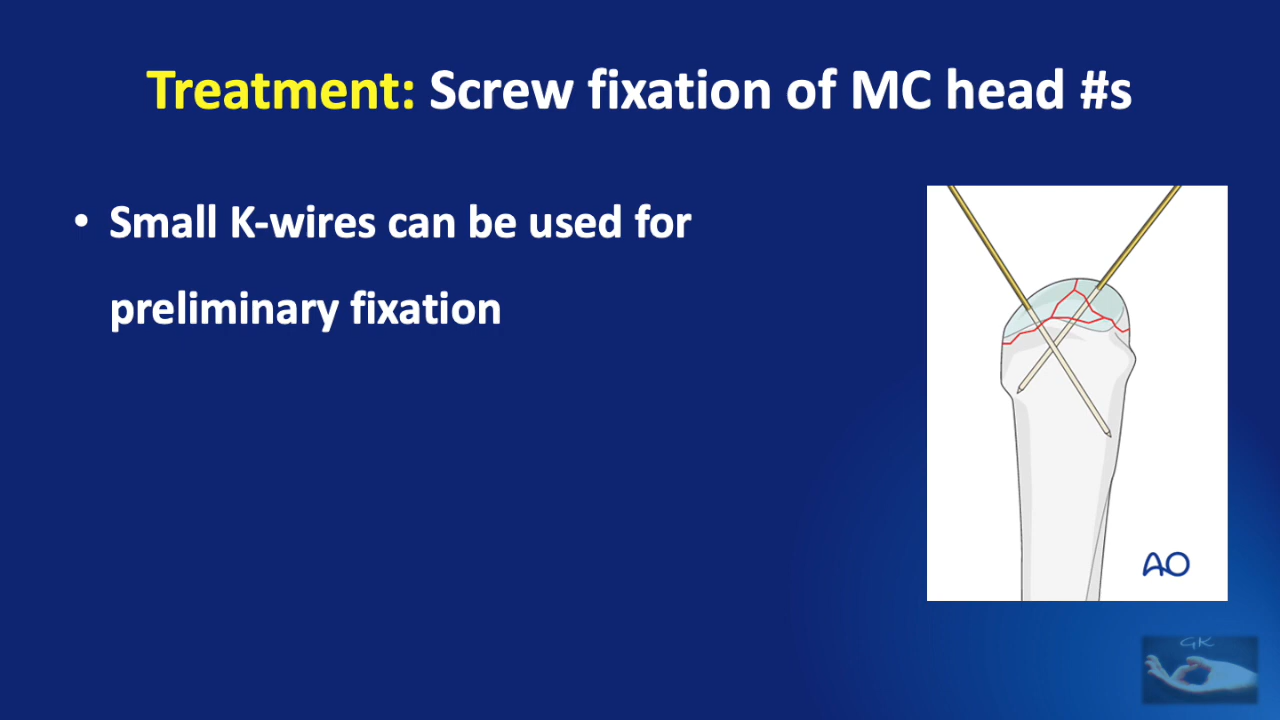 Treatment: Screw fixation of MC head #s
• Small K-wires can be used for
preliminary fixation
AO
GK